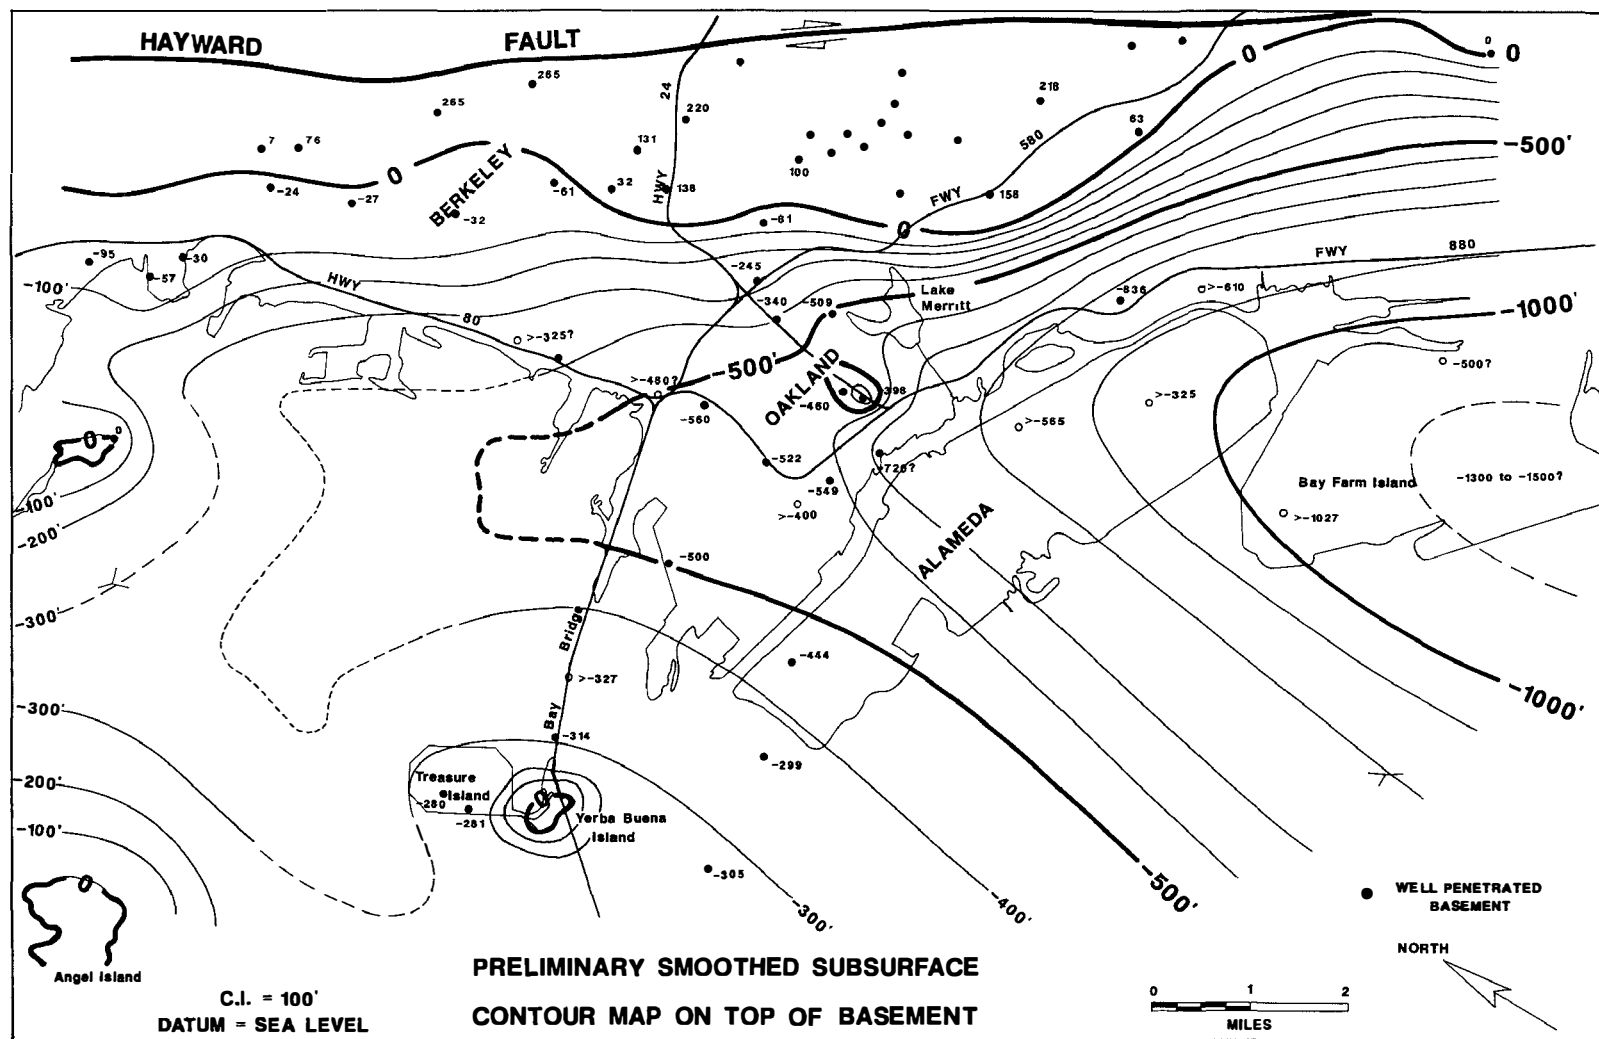 HAYWARD FAULT
0
0
0
265
265
24
220
218
7
76
131
63
580
-500'
0
BERKELEY
100
-24
-27
-61
32
HWY
138
-32
FWY
158
-81
0
-95
-30
-57
-100'
HWY
80
-245
-340
-509
Lake
Merritt
-836
>-610
FWY
880
-1000'
>-325?
>-480?
-500'
OAKLAND
-398
-460
-560
-500?
>-325
>-565
0
0
-522
-726?
-549
>-400
-100'
-200'
Bay Farm Island
-1300 to -1500?
>-1027
ALAMEDA
-500
-300'
Bridge
-444
>-327
-1000'
-300'
Bay
-314
-299
-200'
Treasure
Island
-280
-281
0
Yerba Buena
Island
-100'
-305
-300'
-400'
-500'
0
Angel Island
WELL PENETRATED
BASEMENT
NORTH
C.I. = 100'
DATUM = SEA LEVEL
PRELIMINARY SMOOTHED SUBSURFACE
CONTOUR MAP ON TOP OF BASEMENT
0 1 2
MILES